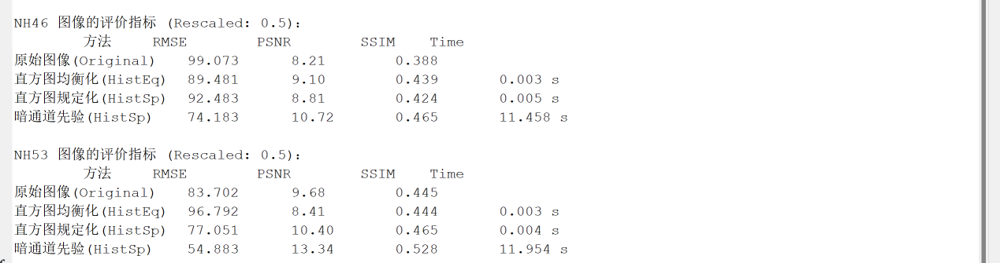 NH46 图像的评价指标 (Rescaled: 0.5):
方法 RMSE PSNR SSIM Time
原始图像(Original) 99.073 8.21 0.388
直方图均衡化(HistEq) 89.481 9.10 0.439 0.003 s
直方图规定化(HistSp) 92.483 8.81 0.424 0.005 s
暗通道先验(HistSp) 74.183 10.72 0.465 11.458 s
NH53 图像的评价指标 (Rescaled: 0.5):
方法 RMSE PSNR SSIM Time
原始图像(Original) 83.702 9.68 0.445
直方图均衡化(HistEq) 96.792 8.41 0.444 0.003 s
直方图规定化(HistSp) 77.051 10.40 0.465 0.004 s
暗通道先验(HistSp) 54.883 13.34 0.528 11.954 s